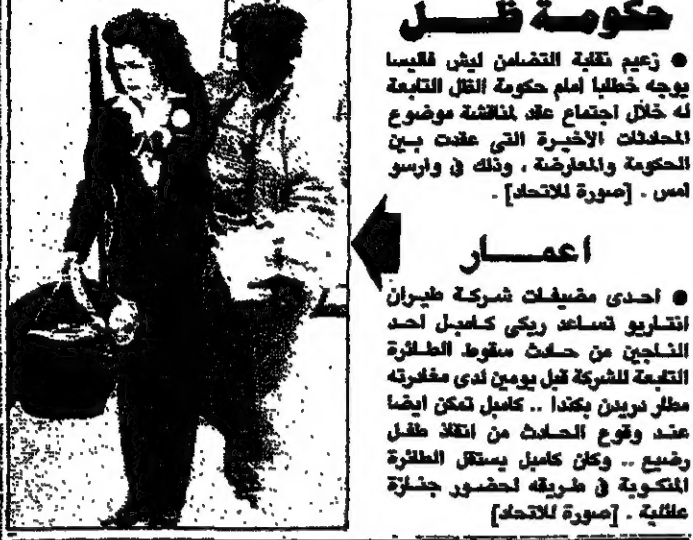 حكومة ظل
● زعيم نقابة التضامن ليش فاليسا
يوجه خطابا امام حكومة الظل التابعة
له خلال اجتماع عقد لمناقشة موضوع
المحادثات الاخيرة التي عقدت بين
الحكومة والمعارضة ، وذلك في وارسو
امس . [صورة للاتحاد] .
اعمار
● احدى مضيفات شركة طيران
انتاريو تساعد ريكي كامبل احد
الناجين من حادث سقوط الطائرة
التابعة للشركة قبل يومين لدى مغادرته
مطار دريدن بكندا .. كامبل تمكن ايضا
عند وقوع الحادث من انقاذ طفل
رضيع .. وكان كامبل يستقل الطائرة
المنكوبة في طريقه لحضور جنازة
عائلية . [صورة للاتحاد]